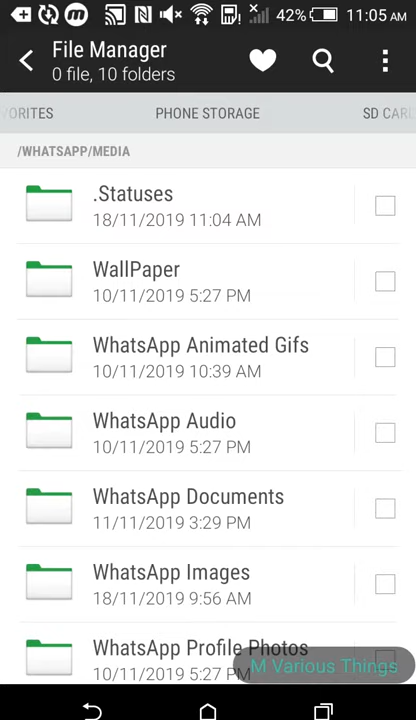 42% 11:05 AM
File Manager
0 file, 10 folders
VORITES PHONE STORAGE SD CARD
/WHATSAPP/MEDIA
.Statuses
18/11/2019 11:04 AM
WallPaper
10/11/2019 5:27 PM
WhatsApp Animated Gifs
10/11/2019 10:39 AM
WhatsApp Audio
10/11/2019 5:27 PM
WhatsApp Documents
11/11/2019 3:29 PM
WhatsApp Images
18/11/2019 9:56 AM
WhatsApp Profile Photos
10/11/2019 5:27 PM
M Various Things